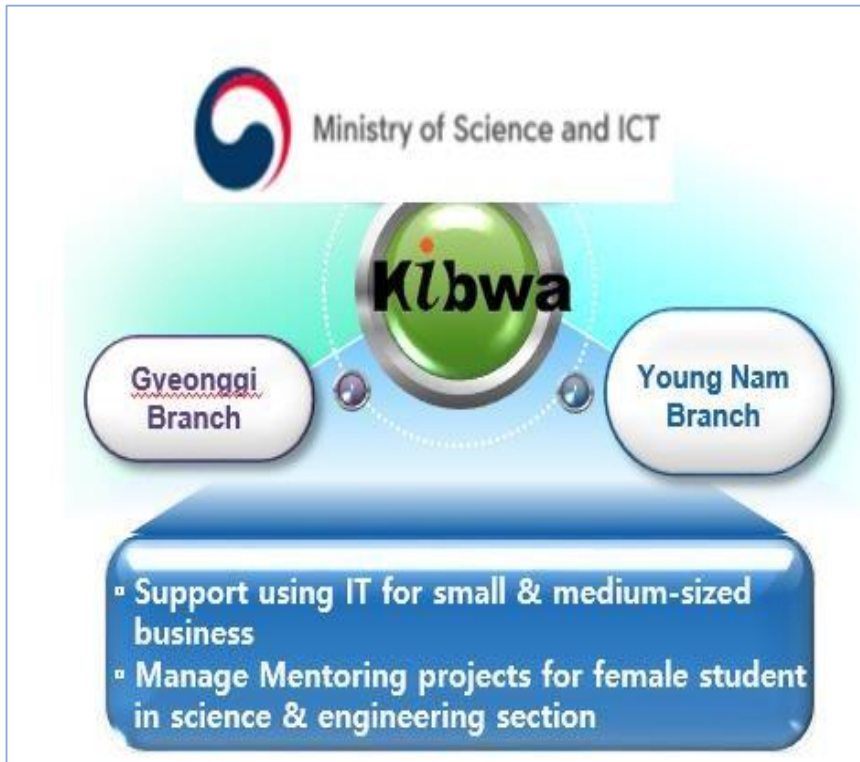 Ministry of Science and ICT
Kibwa
Gyeonggi
Branch
Young Nam
Branch
▫ Support using IT for small & medium-sized
business
▫ Manage Mentoring projects for female student
in science & engineering section